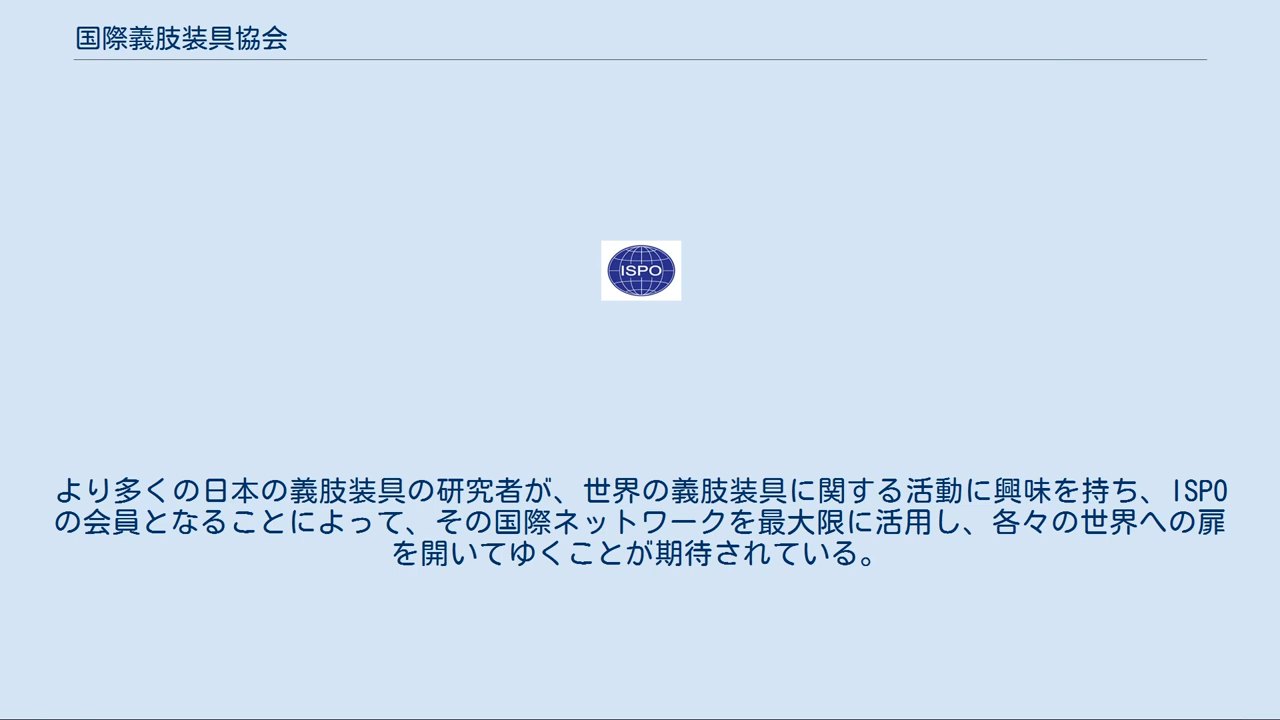 国際義肢装具協会
ISPO
より多くの日本の義肢装具の研究者が、世界の義肢装具に関する活動に興味を持ち、ISPO
の会員となることによって、その国際ネットワークを最大限に活用し、各々の世界への扉
を開いてゆくことが期待されている。